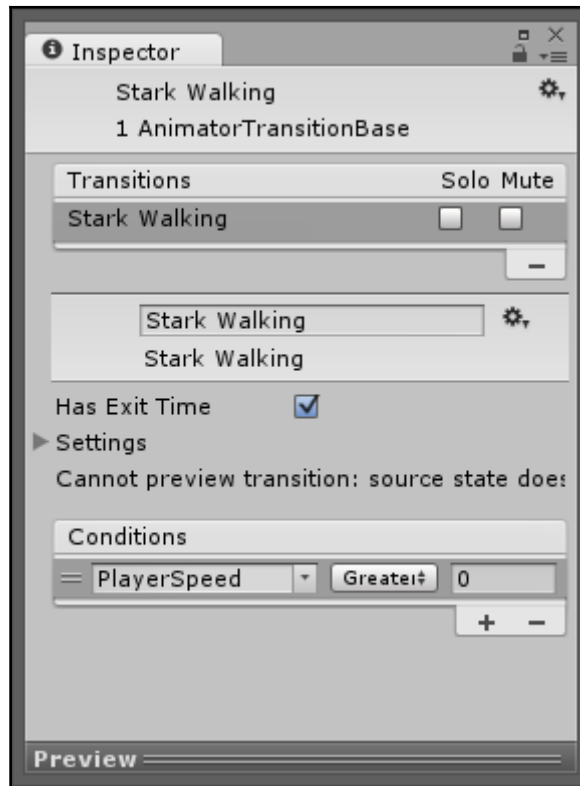 Inspector
Stark Walking
1 AnimatorTransitionBase
Transitions Solo Mute
Stark Walking
Stark Walking
Stark Walking
Has Exit Time
Settings
Cannot preview transition: source state does
Conditions
PlayerSpeed Greater 0
Preview